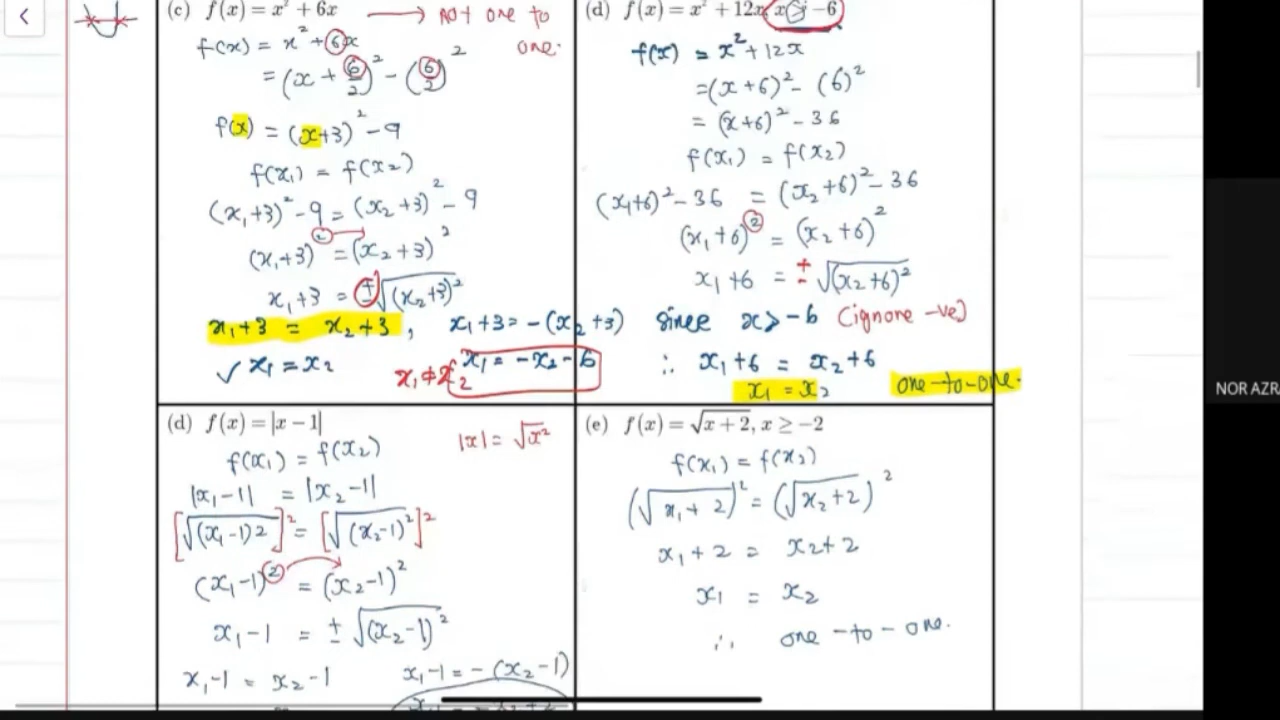 (c) f(x) = x² + 6x → Not one to one.
f(x) = x² + 6x
= (x + 6/2)² − (6/2)²
f(x) = (x+3)² − 9
f(x₁) = f(x₂)
(x₁+3)² − 9 = (x₂+3)² − 9
(x₁+3)² = (x₂+3)²
x₁+3 = ±√(x₂+3)²
x₁+3 = x₂+3, x₁+3 = −(x₂+3)
✓ x₁ = x₂ x₁ = −x₂ − 6
x₁ ≠ x₂
(d) f(x) = x² + 12x, x ≥ −6
f(x) = x² + 12x
= (x+6)² − (6)²
= (x+6)² − 36
f(x₁) = f(x₂)
(x₁+6)² − 36 = (x₂+6)² − 36
(x₁+6)² = (x₂+6)²
x₁+6 = ±√(x₂+6)²
since x > −6 (ignore −ve)
∴ x₁+6 = x₂+6
x₁ = x₂ one-to-one.
(d) f(x) = |x − 1|
|x| = √x²
f(x₁) = f(x₂)
|x₁−1| = |x₂−1|
[√(x₁−1)2]² = [√(x₂−1)²]²
(x₁−1)² = (x₂−1)²
x₁−1 = ±√(x₂−1)²
x₁−1 = x₂−1 x₁−1 = −(x₂−1)
(e) f(x) = √x + 2, x ≥ −2
f(x₁) = f(x₂)
(√x₁+2)² = (√x₂+2)²
x₁+2 = x₂+2
x₁ = x₂
∴ one-to-one.
NOR AZR